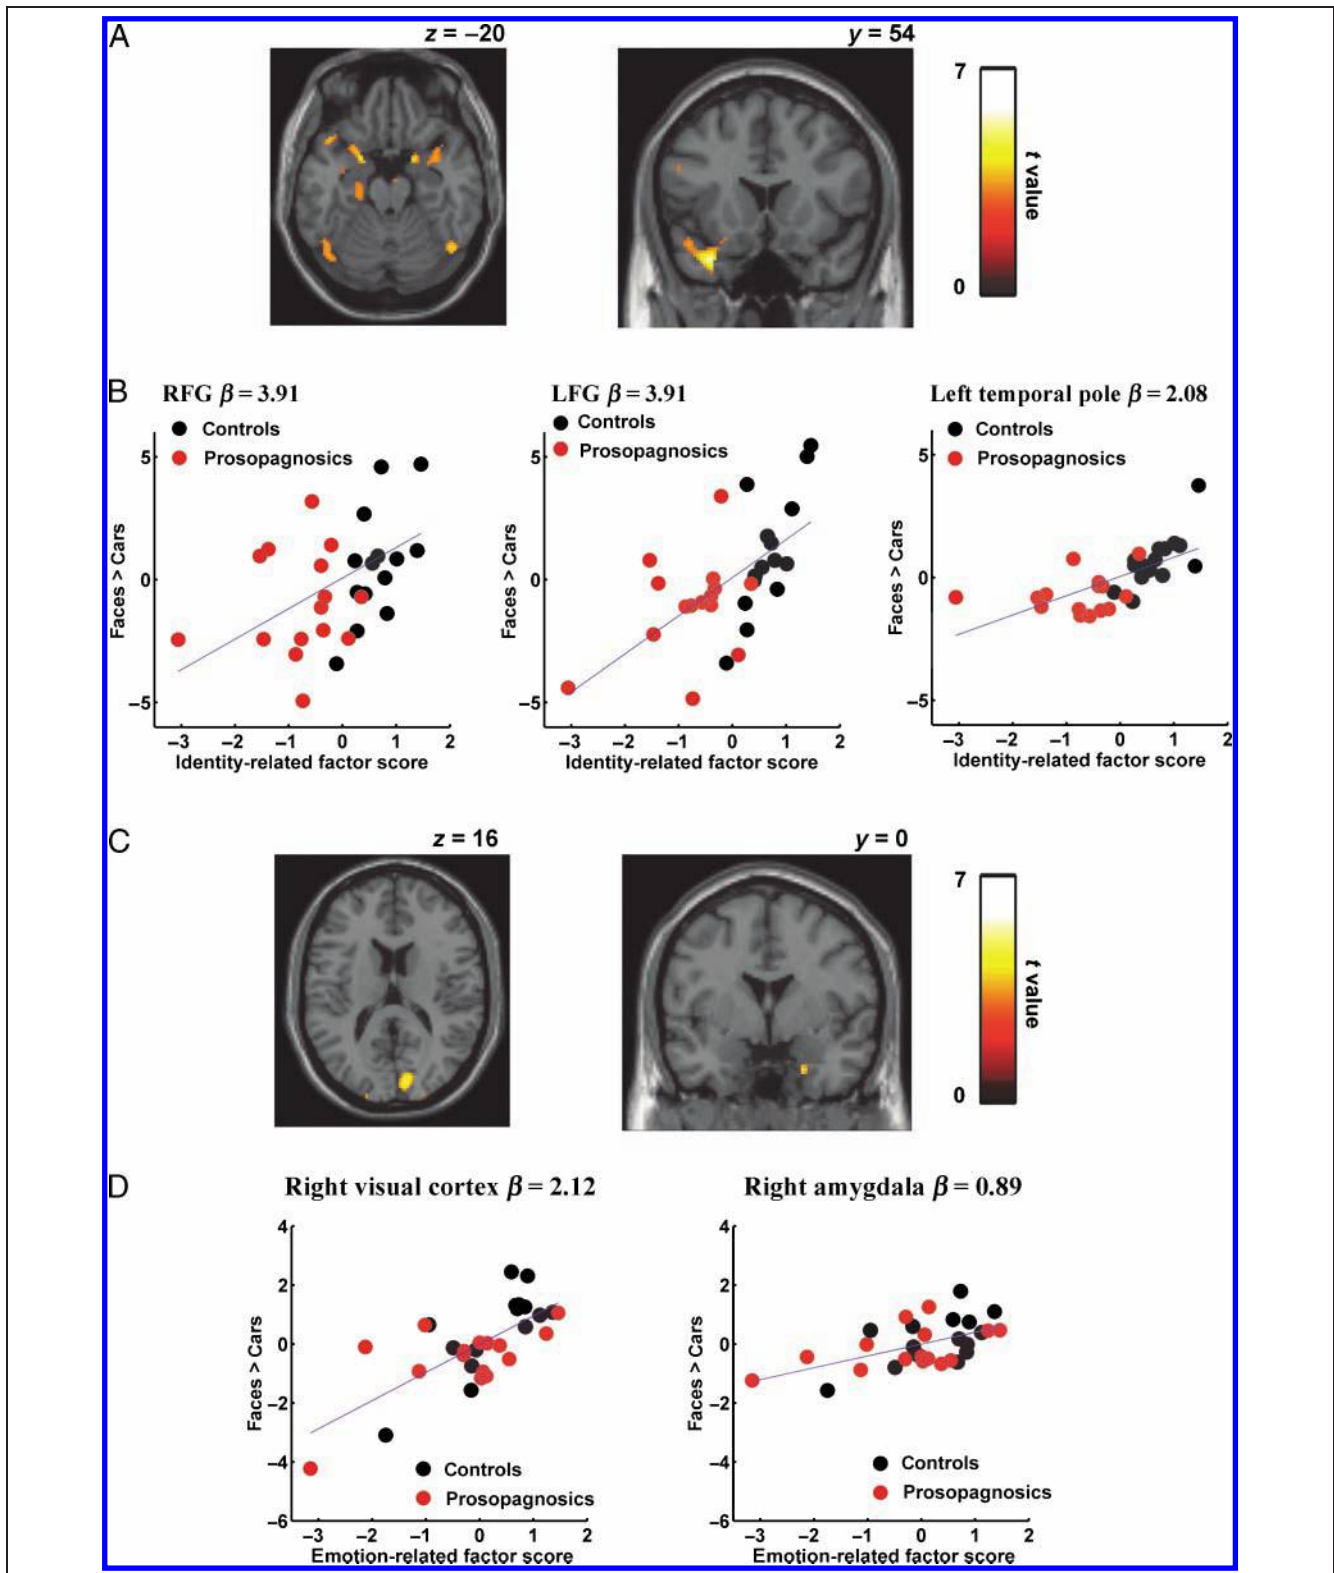 A
z = −20
y = 54
7
t value
0
B
RFG β = 3.91
Controls
Prosopagnosics
5
0
−5
Faces > Cars
−3 −2 −1 0 1 2
Identity-related factor score
LFG β = 3.91
Controls
Prosopagnosics
5
0
−5
Faces > Cars
−3 −2 −1 0 1 2
Identity-related factor score
Left temporal pole β = 2.08
Controls
Prosopagnosics
5
0
−5
Faces > Cars
−3 −2 −1 0 1 2
Identity-related factor score
C
z = 16
y = 0
7
t value
0
D
Right visual cortex β = 2.12
4
2
0
−2
−4
−6
Faces > Cars
Controls
Prosopagnosics
−3 −2 −1 0 1 2
Emotion-related factor score
Right amygdala β = 0.89
4
2
0
−2
−4
−6
Faces > Cars
Controls
Prosopagnosics
−3 −2 −1 0 1 2
Emotion-related factor score